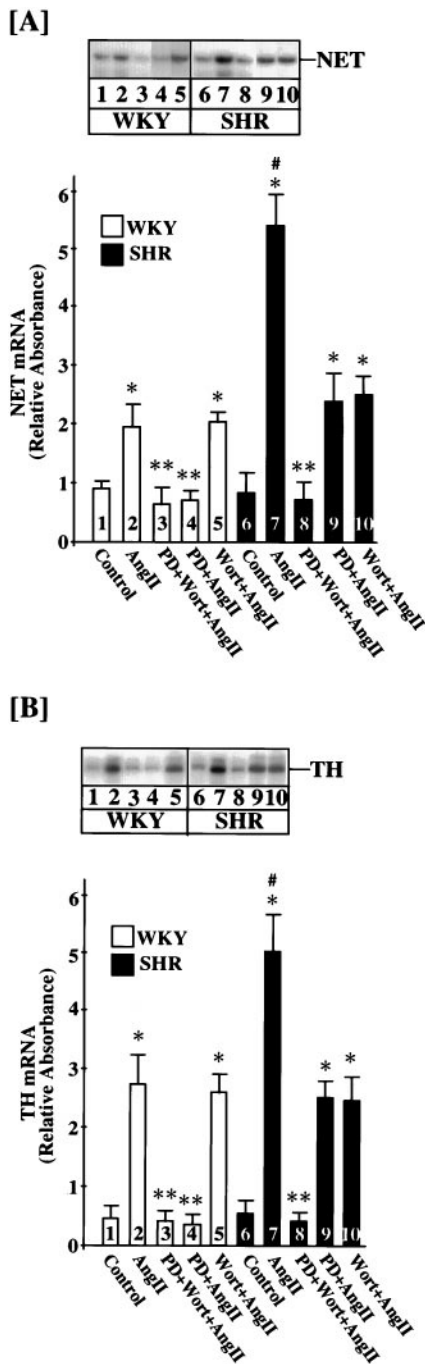 [A]
NET
1 2 3 4 5 6 7 8 9 10
WKY SHR
6
5
3
2
1
0
NET mRNA
(Relative Absorbance)
WKY
SHR
#
*
*
**
**
*
**
*
*
1 2 3 4 5 6 7 8 9 10
Control
AngII
PD+Wort+AngII
PD+AngII
Wort+AngII
Control
AngII
PD+Wort+AngII
PD+AngII
Wort+AngII
[B]
TH
1 2 3 4 5 6 7 8 9 10
WKY SHR
6
5
3
2
1
0
TH mRNA
(Relative Absorbance)
WKY
SHR
#
*
*
**
**
*
**
*
*
1 2 3 4 5 6 7 8 9 10
Control
AngII
PD+Wort+AngII
PD+AngII
Wort+AngII
Control
AngII
PD+Wort+AngII
PD+AngII
Wort+AngII